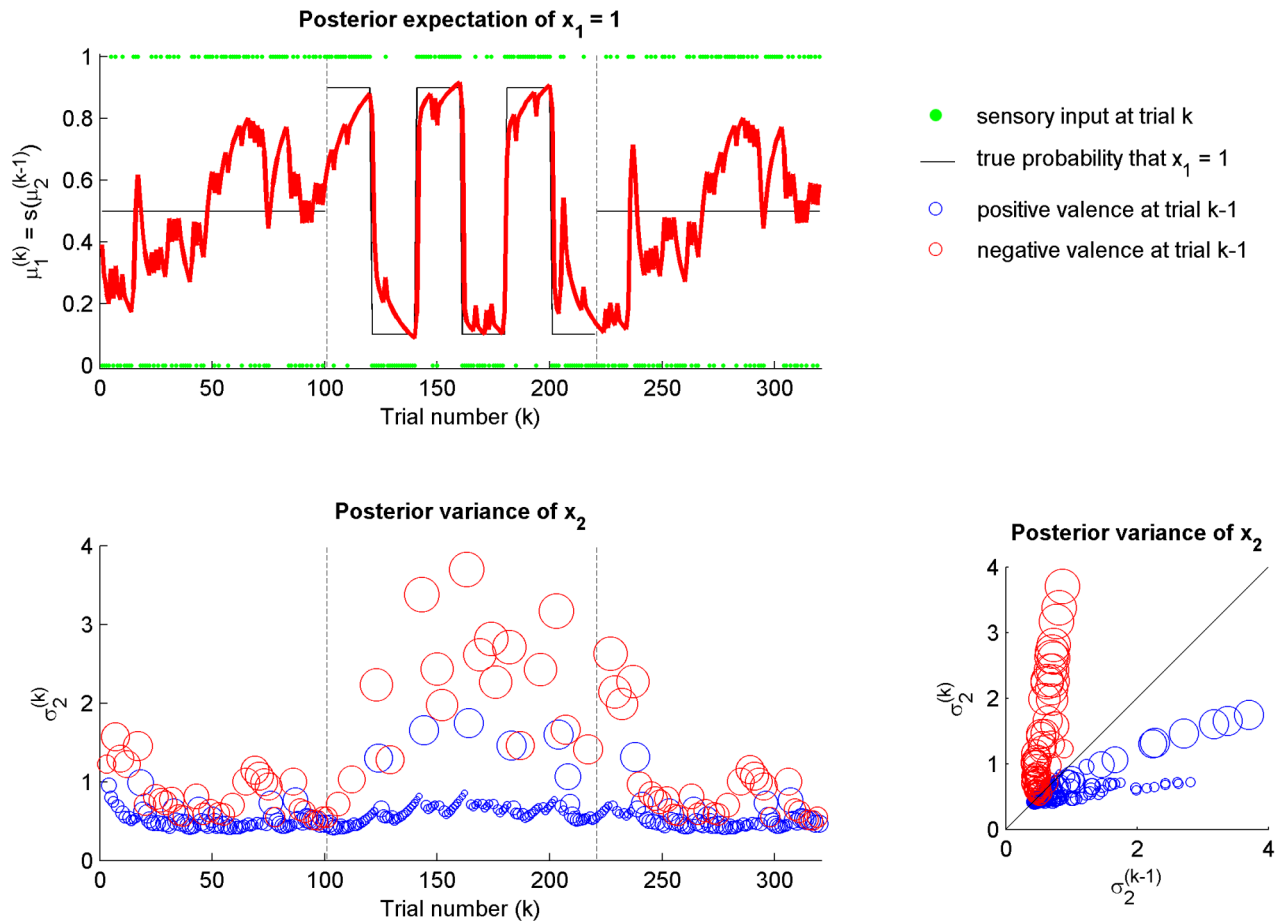 Posterior expectation of x₁ = 1
μ₁⁽ᵏ⁾ = s(μ₂⁽ᵏ⁻¹⁾)
1
0.8
0.6
0.4
0.2
0
0 50 100 150 200 250 300
Trial number (k)
sensory input at trial k
true probability that x₁ = 1
positive valence at trial k-1
negative valence at trial k-1
Posterior variance of x₂
σ₂⁽ᵏ⁾
4
3
2
1
0
0 50 100 150 200 250 300
Trial number (k)
Posterior variance of x₂
σ₂⁽ᵏ⁾
4
3
2
1
0
0 2 4
σ₂⁽ᵏ⁻¹⁾